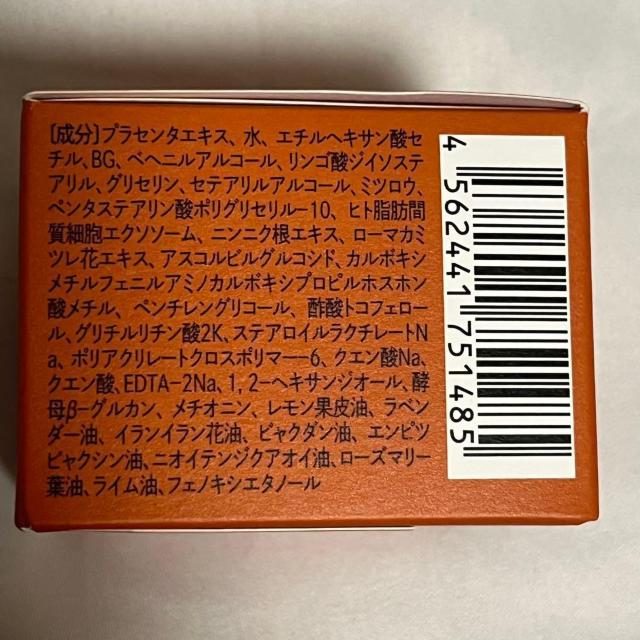 〔成分〕プラセンタエキス、水、エチルヘキサン酸セ
チル、BG、ベヘニルアルコール、リンゴ酸ジイソステ
アリル、グリセリン、セテアリルアルコール、ミツロウ、
ペンタステアリン酸ポリグリセリル-10、ヒト脂肪間
質細胞エクソソーム、ニンニク根エキス、ローマカミ
ツレ花エキス、アスコルビルグルコシド、カルボキシ
メチルフェニルアミノカルボキシプロピルホスホン
酸メチル、ペンチレングリコール、酢酸トコフェロー
ル、グリチルリチン酸2K、ステアロイルラクチレートN
a、ポリアクリレートクロスポリマー-6、クエン酸Na、
クエン酸、EDTA-2Na、1,2-ヘキサンジオール、酵
母β-グルカン、メチオニン、レモン果皮油、ラベン
ダー油、イランイラン花油、ビャクダン油、エンピツ
ビャクシン油、ニオイテンジクアオイ油、ローズマリー
葉油、ライム油、フェノキシエタノール
4 562441 751485